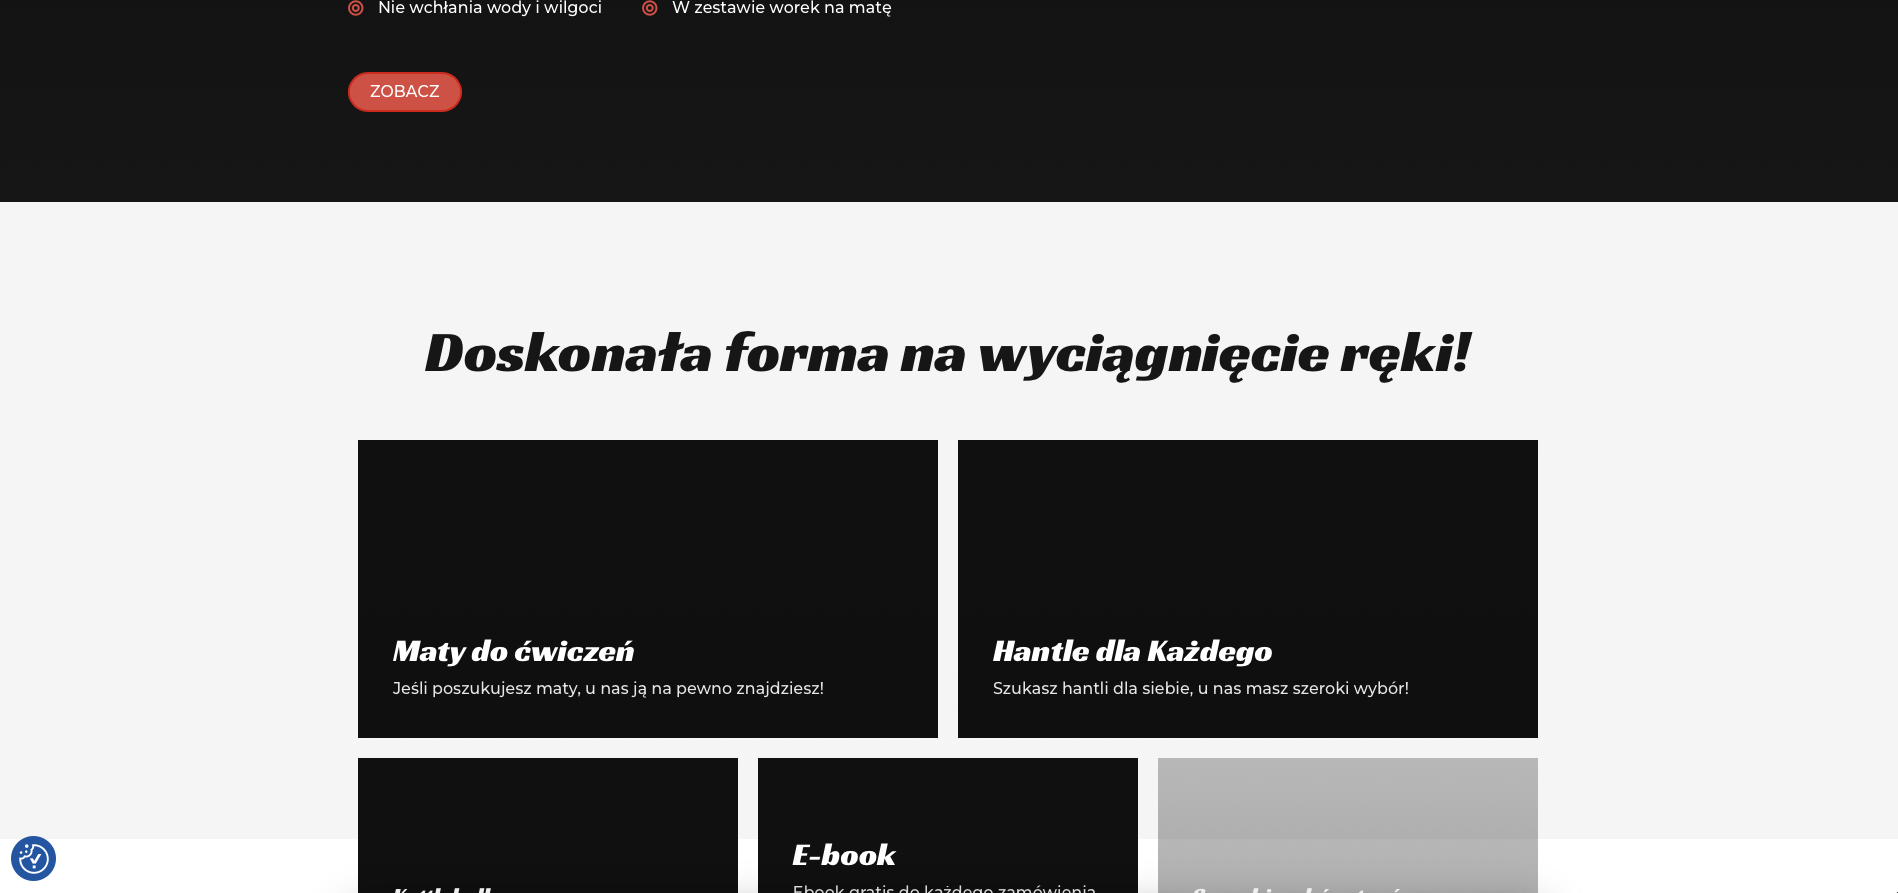 Nie wchłania wody i wilgoci
W zestawie worek na matę
ZOBACZ
Doskonała forma na wyciągnięcie ręki!
Maty do ćwiczeń
Jeśli poszukujesz maty, u nas ją na pewno znajdziesz!
Hantle dla Każdego
Szukasz hantli dla siebie, u nas masz szeroki wybór!
E-book
Ebook gratis do każdego zamówienia